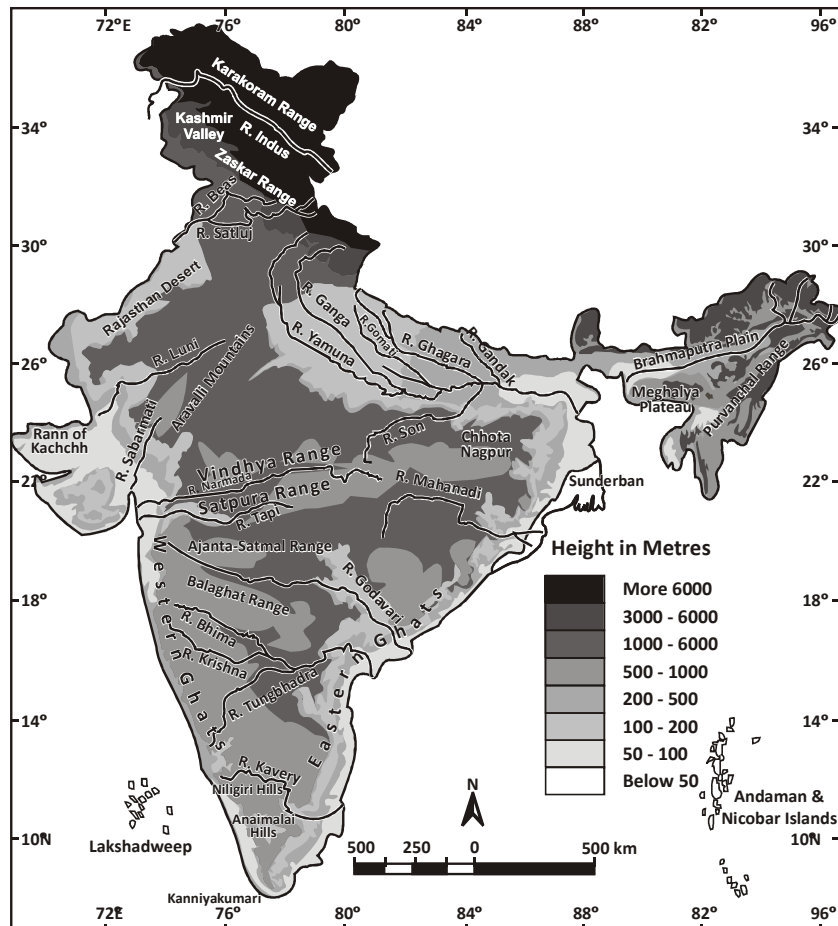 72°E 76° 80° 84° 82° 96°
34° 34°
30° 30°
26° 26°
22° 22°
18° 18°
14° 14°
10°N 10°N
72°E 76° 80° 84° 82° 96°
Karakoram Range
Kashmir
Valley
R. Indus
Zaskar Range
R. Beas
R. Satluj
Rajasthan Desert
R. Ganga
R. Yamuna
R.Gomati
R. Ghagara
R. Gandak
Brahmaputra Plain
Meghalya
Plateau
Purvanchal Range
R. Luni
Aravalli Mountains
R. Sabarmati
Rann of
Kachchh
R. Son
Chhota
Nagpur
Vindhya Range
R. Narmada
Satpura Range
R. Tapi
R. Mahanadi
Sunderban
Ajanta-Satmal Range
Balaghat Range
R. Godavari
R. Bhima
R. Krishna
R. Tungbhadra
Western Ghats
Eastern Ghats
R. Kavery
Niligiri Hills
Anaimalai
Hills
Lakshadweep
Kanniyakumari
Height in Metres
More 6000
3000 - 6000
1000 - 6000
500 - 1000
200 - 500
100 - 200
50 - 100
Below 50
Andaman &
Nicobar Islands
N
500 250 0 500 km